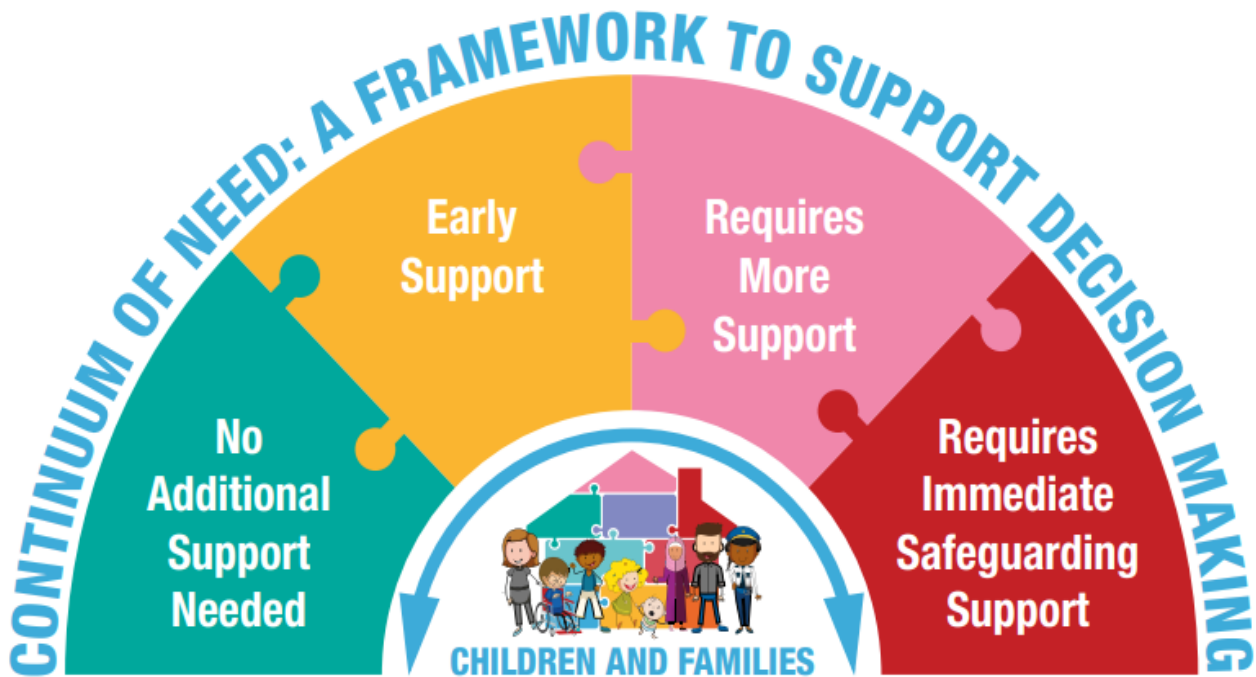 CONTINUUM OF NEED: A FRAMEWORK TO SUPPORT DECISION MAKING
No
Additional
Support
Needed
Early
Support
Requires
More
Support
Requires
Immediate
Safeguarding
Support
CHILDREN AND FAMILIES